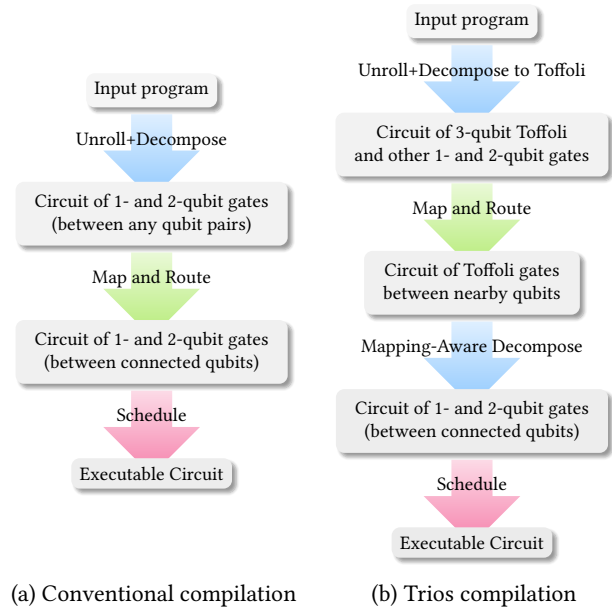 Input program
Unroll+Decompose
Circuit of 1- and 2-qubit gates
(between any qubit pairs)
Map and Route
Circuit of 1- and 2-qubit gates
(between connected qubits)
Schedule
Executable Circuit
(a) Conventional compilation
Input program
Unroll+Decompose to Toffoli
Circuit of 3-qubit Toffoli
and other 1- and 2-qubit gates
Map and Route
Circuit of Toffoli gates
between nearby qubits
Mapping-Aware Decompose
Circuit of 1- and 2-qubit gates
(between connected qubits)
Schedule
Executable Circuit
(b) Trios compilation